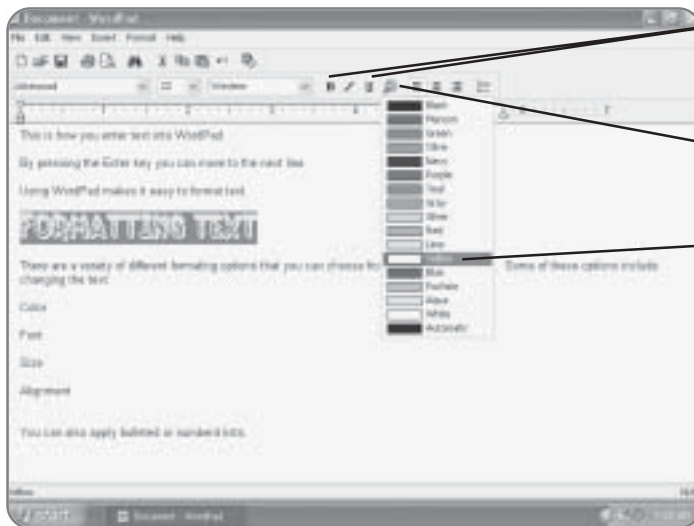 Document - WordPad
File Edit View Insert Format Help
22 Western
B U
This is how you enter text into WordPad.
By pressing the Enter key you can move to the next line.
Using WordPad makes it easy to format text.
FORMATTING TEXT
There are a variety of different formatting options that you can choose Some of these options include
changing the text:
Color
Font
Size
Alignment
You can also apply bulleted or numberd lists.
Black
Maroon
Green
Olive
Navy
Purple
Teal
Gray
Silver
Red
Lime
Yellow
Blue
Fuchsia
Aqua
White
Automatic
start Document - WordPad